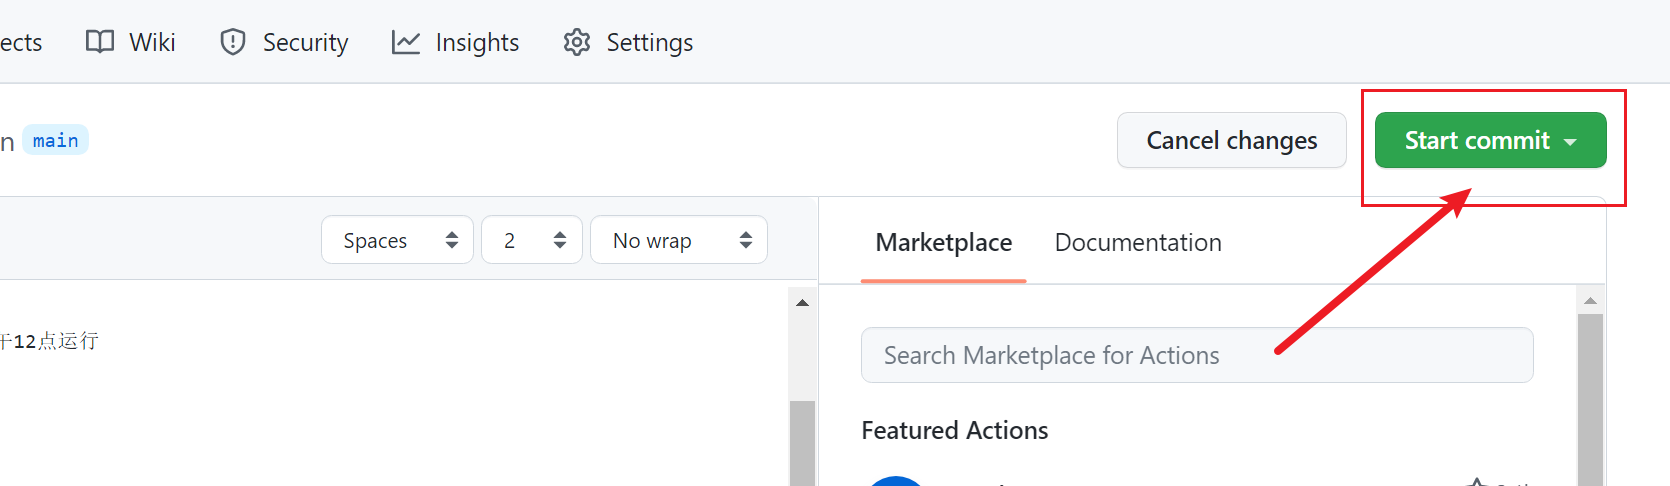 ects Wiki Security Insights Settings
n main Cancel changes Start commit
Spaces 2 No wrap
Marketplace Documentation
12点运行
Search Marketplace for Actions
Featured Actions